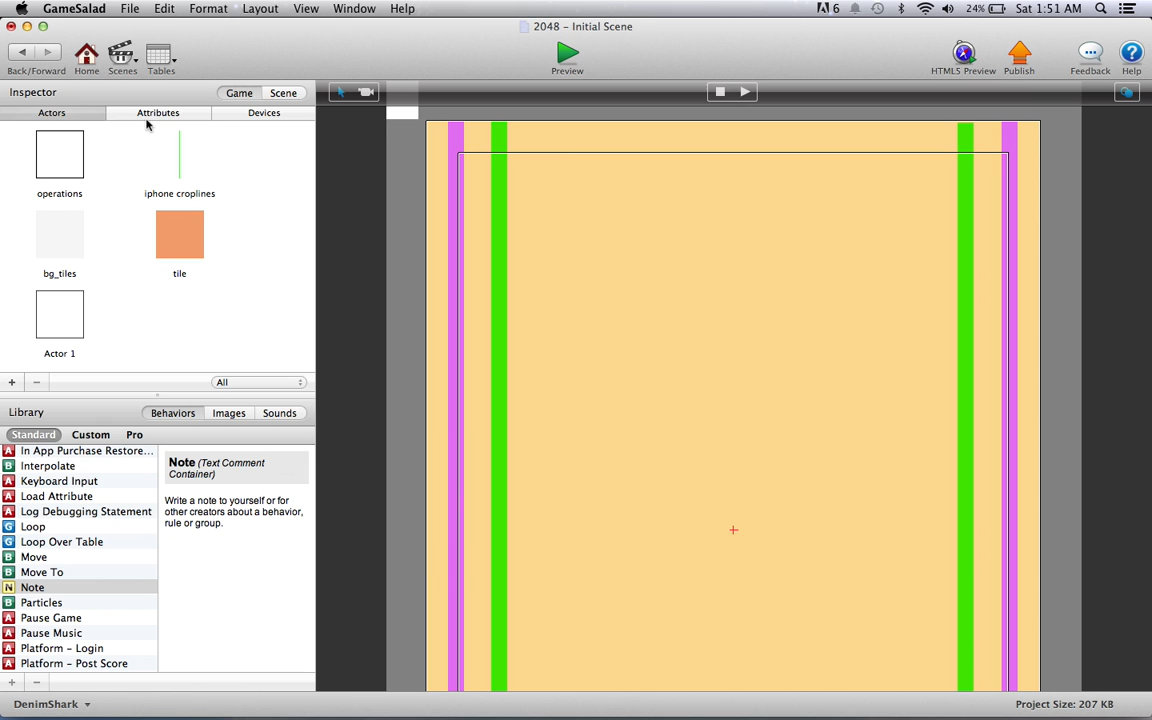 GameSalad File Edit Format Layout View Window Help 6 24% Sat 1:51 AM
2048 – Initial Scene
Back/Forward Home Scenes Tables Preview HTML5 Preview Publish Feedback Help
Inspector Game Scene
Actors Attributes Devices
operations iphone croplines
bg_tiles tile
Actor 1
+ − All
Library Behaviors Images Sounds
Standard Custom Pro
A In App Purchase Restore...
B Interpolate
A Keyboard Input
A Load Attribute
A Log Debugging Statement
G Loop
G Loop Over Table
B Move
B Move To
N Note
B Particles
A Pause Game
A Pause Music
A Platform – Login
A Platform – Post Score
Note (Text Comment
Container)
Write a note to yourself or for
other creators about a behavior,
rule or group.
+ −
DenimShark Project Size: 207 KB